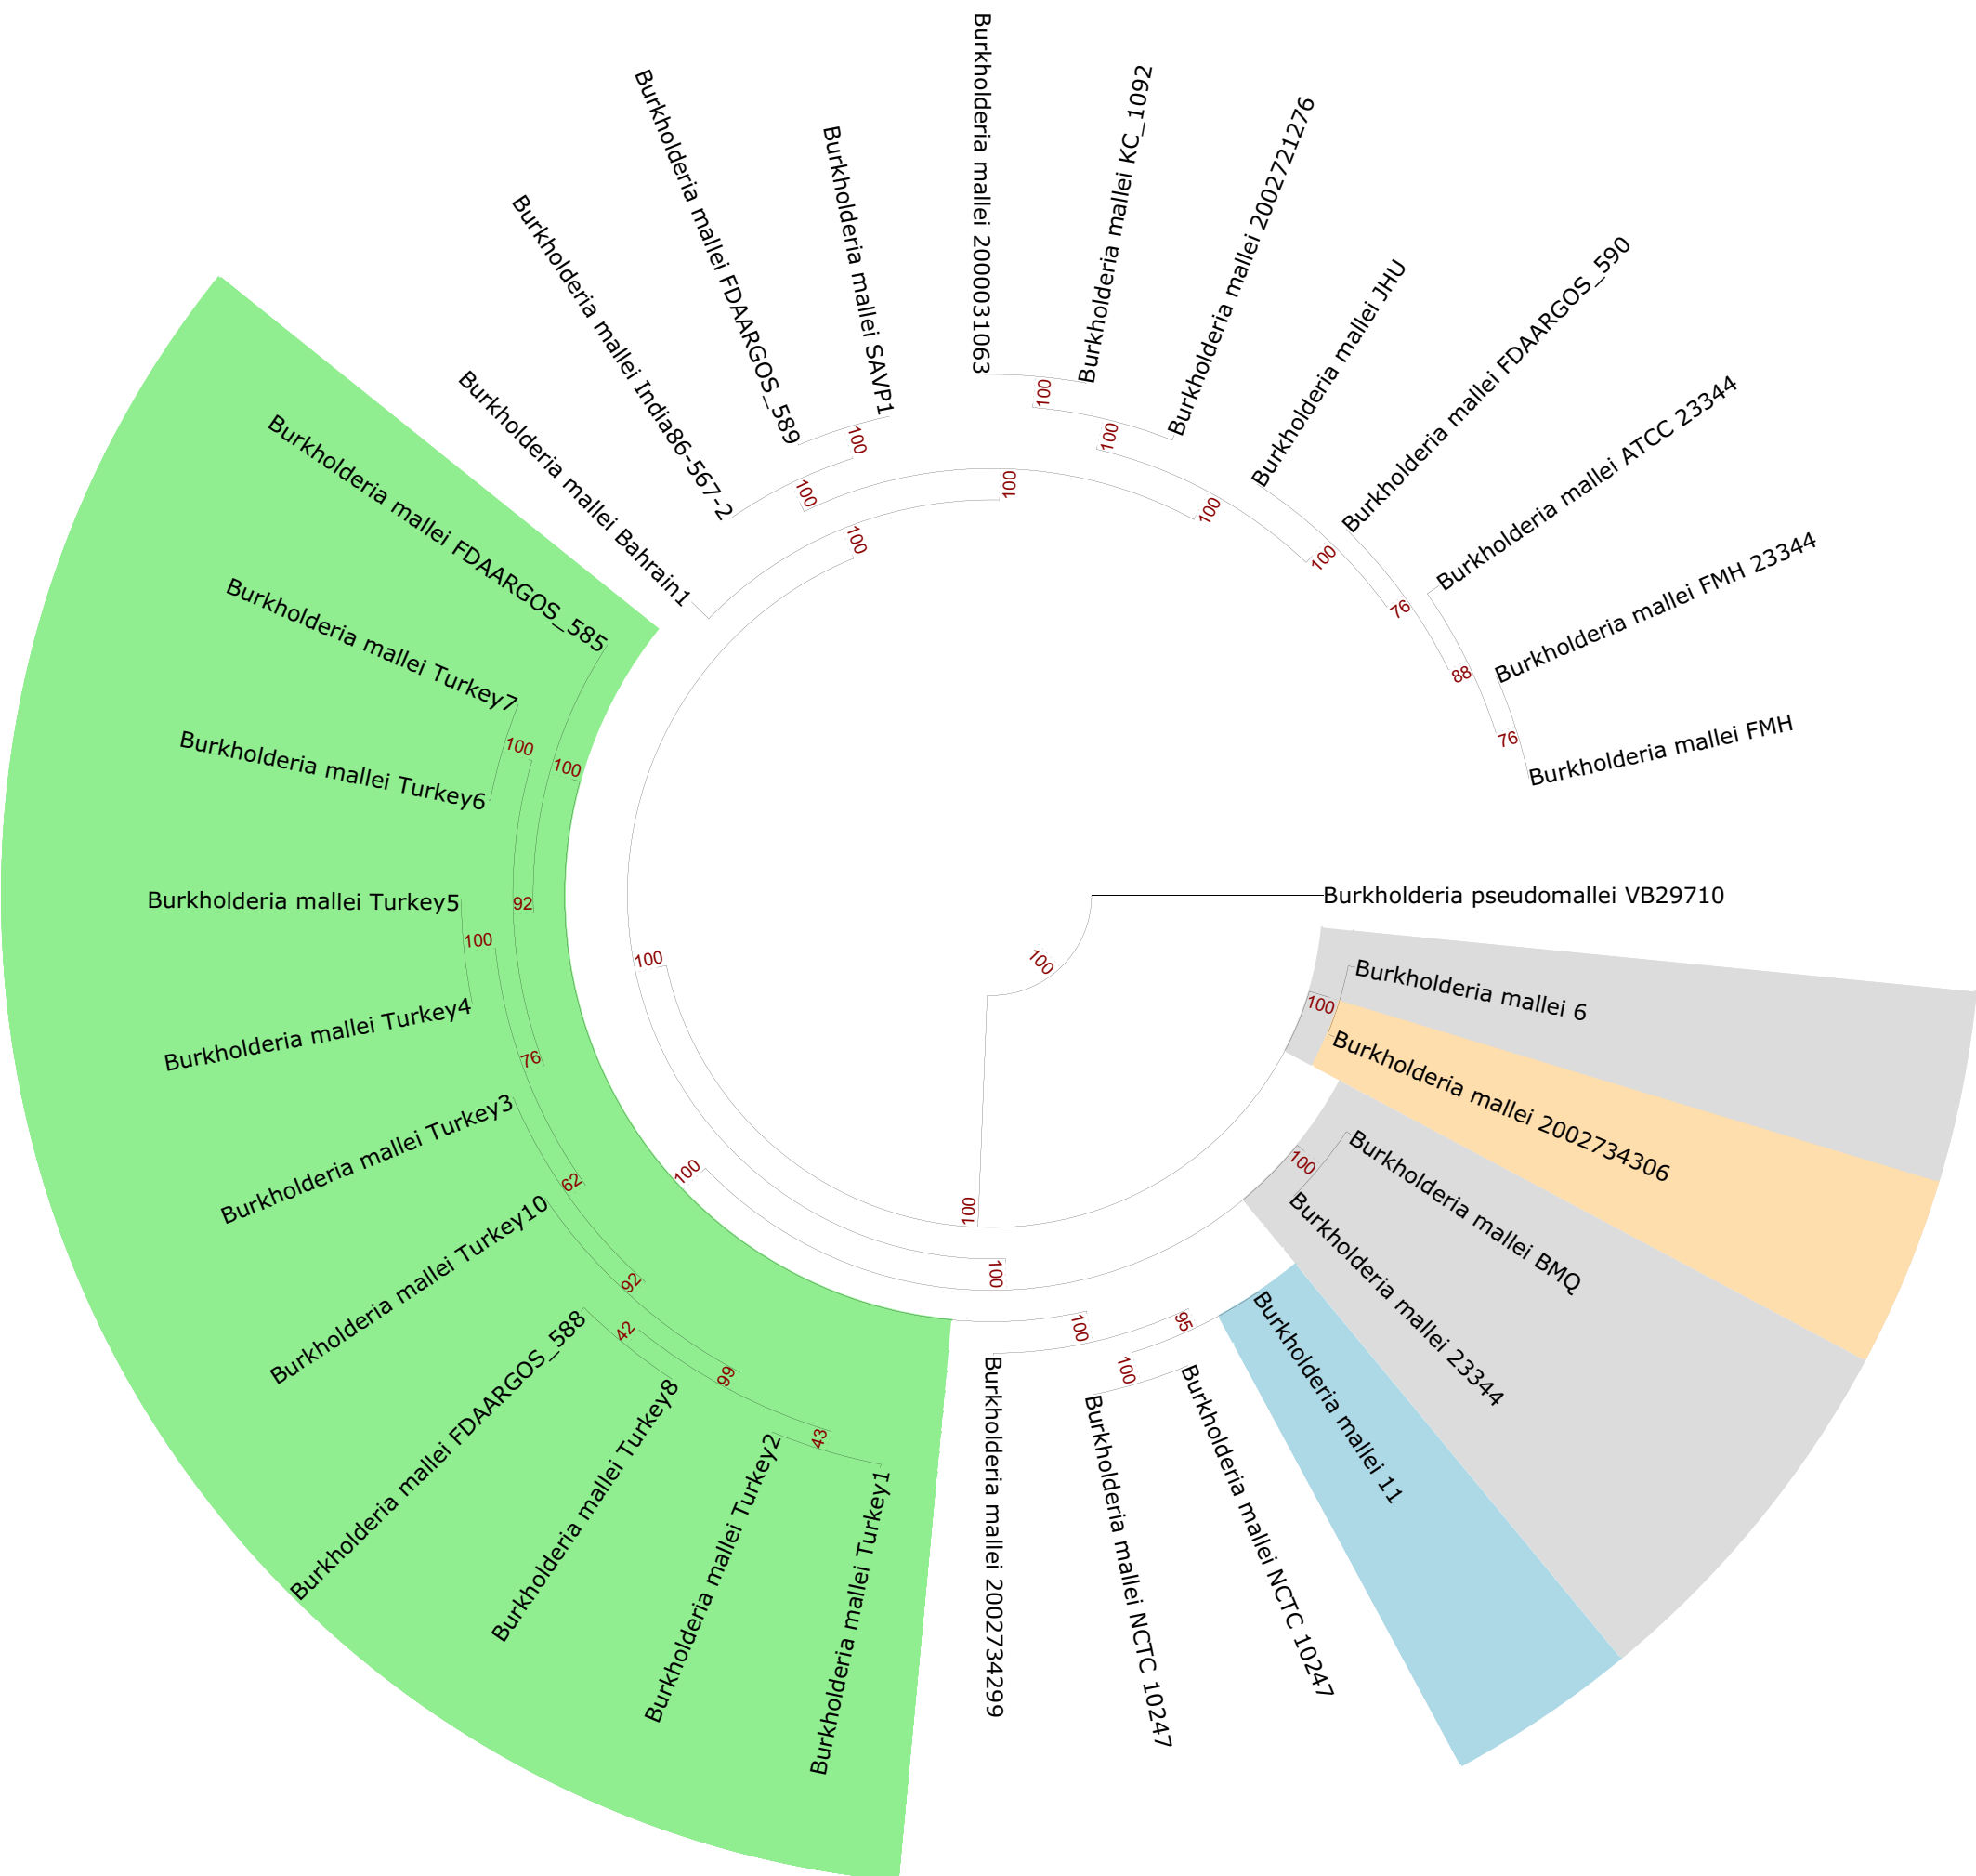 Burkholderia mallei 2000031063
Burkholderia mallei KC_1092
Burkholderia mallei 2002721276
Burkholderia mallei JHU
Burkholderia mallei FDAARGOS_590
Burkholderia mallei ATCC 23344
Burkholderia mallei FMH 23344
Burkholderia mallei FMH
Burkholderia pseudomallei VB29710
Burkholderia mallei 6
Burkholderia mallei 2002734306
Burkholderia mallei BMQ
Burkholderia mallei 23344
Burkholderia mallei 11
Burkholderia mallei NCTC 10247
Burkholderia mallei NCTC 10247
Burkholderia mallei 2002734299
Burkholderia mallei Turkey1
Burkholderia mallei Turkey2
Burkholderia mallei Turkey8
Burkholderia mallei FDAARGOS_588
Burkholderia mallei Turkey10
Burkholderia mallei Turkey3
Burkholderia mallei Turkey4
Burkholderia mallei Turkey5
Burkholderia mallei Turkey6
Burkholderia mallei Turkey7
Burkholderia mallei FDAARGOS_585
Burkholderia mallei Bahrain1
Burkholderia mallei India86-567-2
Burkholderia mallei FDAARGOS_589
Burkholderia mallei SAVP1
100
100
100
100
76
88
76
100
100
100
100
100
100
100
100
100
100
100
95
100
100
100
100
92
100
76
62
92
42
99
43